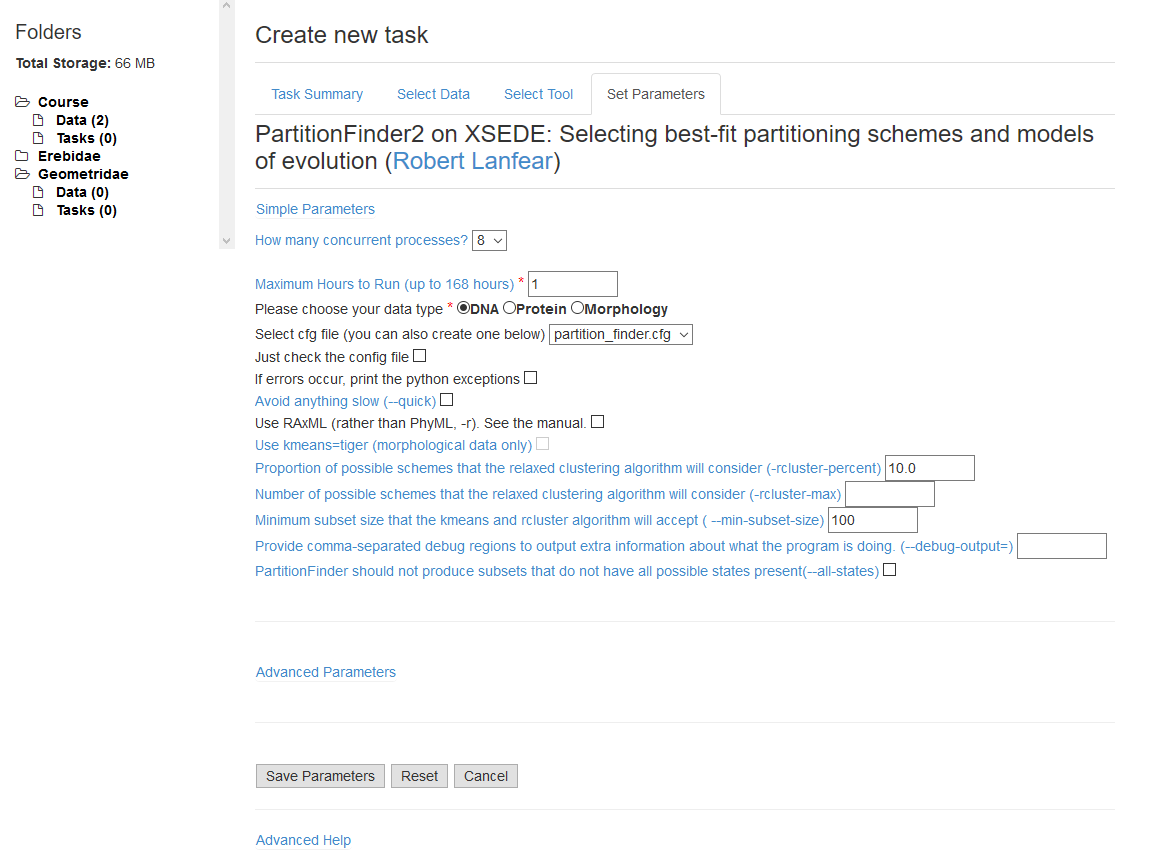 Folders
Total Storage: 66 MB
Course
Data (2)
Tasks (0)
Erebidae
Geometridae
Data (0)
Tasks (0)
Create new task
Task Summary Select Data Select Tool Set Parameters
PartitionFinder2 on XSEDE: Selecting best-fit partitioning schemes and models
of evolution (Robert Lanfear)
Simple Parameters
How many concurrent processes? 8
Maximum Hours to Run (up to 168 hours) * 1
Please choose your data type * DNA Protein Morphology
Select cfg file (you can also create one below) partition_finder.cfg
Just check the config file
If errors occur, print the python exceptions
Avoid anything slow (--quick)
Use RAxML (rather than PhyML, -r). See the manual.
Use kmeans=tiger (morphological data only)
Proportion of possible schemes that the relaxed clustering algorithm will consider (-rcluster-percent) 10.0
Number of possible schemes that the relaxed clustering algorithm will consider (-rcluster-max)
Minimum subset size that the kmeans and rcluster algorithm will accept ( --min-subset-size) 100
Provide comma-separated debug regions to output extra information about what the program is doing. (--debug-output=)
PartitionFinder should not produce subsets that do not have all possible states present(--all-states)
Advanced Parameters
Save Parameters Reset Cancel
Advanced Help